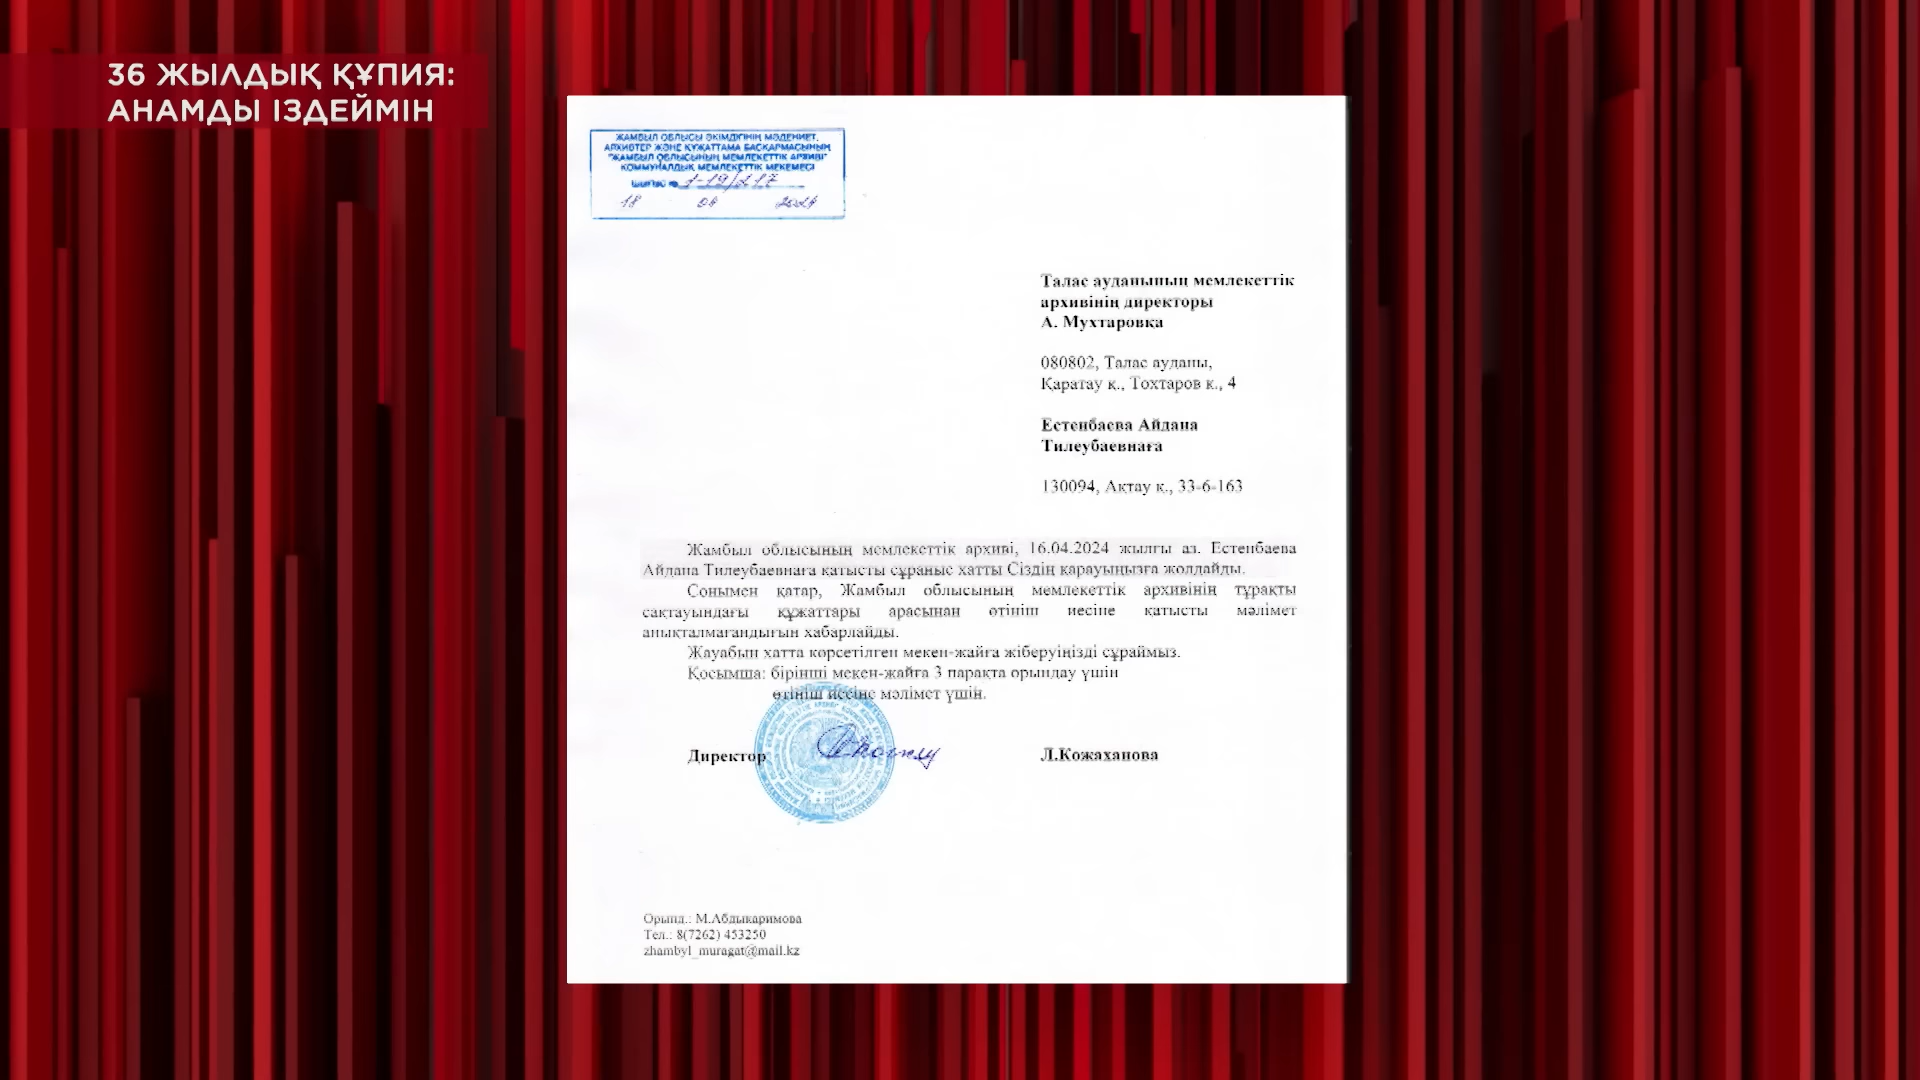 36 ЖЫЛДЫҚ ҚҰПИЯ:
АНАМДЫ ІЗДЕЙМІН
ЖАМБЫЛ ОБЛЫСЫ ӘКІМДІГІНІҢ МӘДЕНИЕТ,
АРХИВТЕР ЖӘНЕ ҚҰЖАТТАМА БАСҚАРМАСЫНЫҢ
"ЖАМБЫЛ ОБЛЫСЫНЫҢ МЕМЛЕКЕТТІК АРХИВІ"
КОММУНАЛДЫҚ МЕМЛЕКЕТТІК МЕКЕМЕСІ
18 04 2024
Талас ауданының мемлекеттік
архивінің директоры
А. Мухтаровқа
080802, Талас ауданы,
Қаратау қ., Тохтаров к., 4
Естенбаева Айдана
Тилеубаевнаға
130094, Ақтау қ., 33-6-163
Жамбыл облысының мемлекеттік архиві, 16.04.2024 жылғы аз. Естенбаева
Айдана Тилеубаевнаға қатысты сұраныс хатты Сіздің қарауыңызға жолдайды.
Сонымен қатар, Жамбыл облысының мемлекеттік архивінің тұрақты
сақтауындағы құжаттары арасынан өтініш иесіне қатысты мәлімет
анықталмағандығын хабарлайды.
Жауабын хатта көрсетілген мекен-жайға жіберуіңізді сұраймыз.
Қосымша: бірінші мекен-жайға 3 парақта орындау үшін
өтініш иесіне мәлімет үшін.
Директор Л.Кожаханова
Орынд.: М.Абдыкаримова
Тел.: 8(7262) 453250
zhambyl_muragat@mail.kz